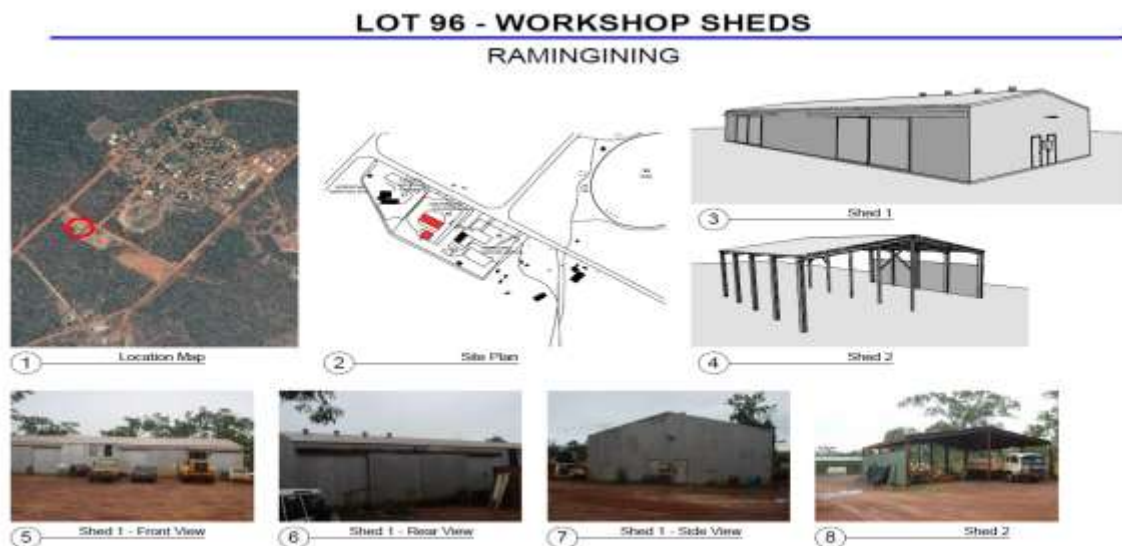 LOT 96 - WORKSHOP SHEDS
RAMINGINING
1 Location Map
2 Site Plan
3 Shed 1
4 Shed 2
5 Shed 1 - Front View
6 Shed 1 - Rear View
7 Shed 1 - Side View
8 Shed 2